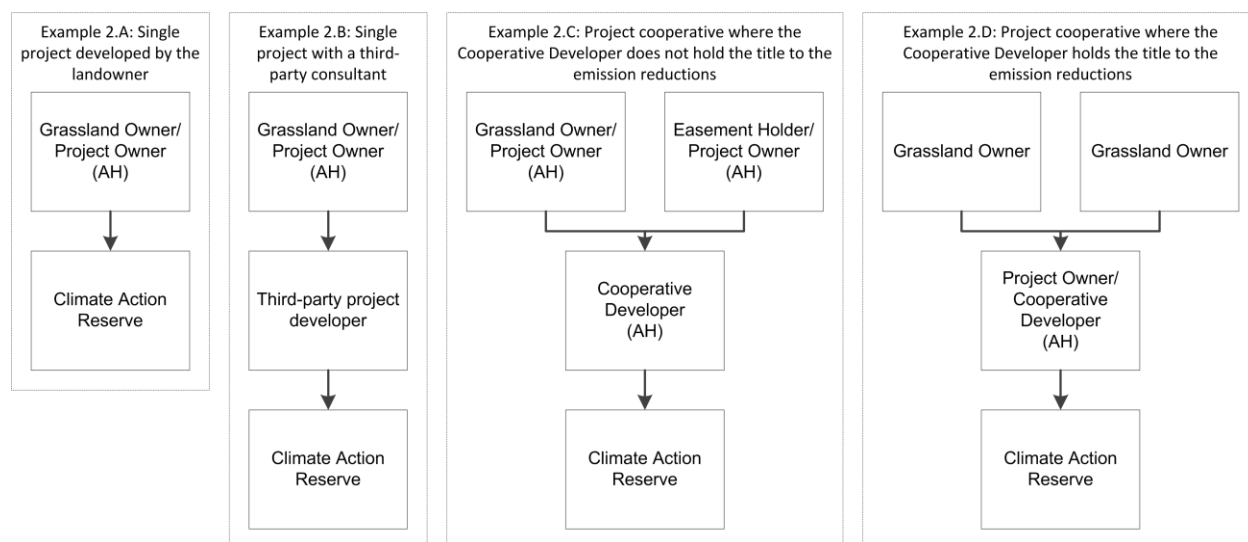 Example 2.A: Single
project developed by the
landowner
Grassland Owner/
Project Owner
(AH)
Climate Action
Reserve
Example 2.B: Single
project with a third-
party consultant
Grassland Owner/
Project Owner
(AH)
Third-party project
developer
Climate Action
Reserve
Example 2.C: Project cooperative where the
Cooperative Developer does not hold the title to the
emission reductions
Grassland Owner/
Project Owner
(AH)
Easement Holder/
Project Owner
(AH)
Cooperative
Developer
(AH)
Climate Action
Reserve
Example 2.D: Project cooperative where the
Cooperative Developer holds the title to the
emission reductions
Grassland Owner
Grassland Owner
Project Owner/
Cooperative
Developer
(AH)
Climate Action
Reserve